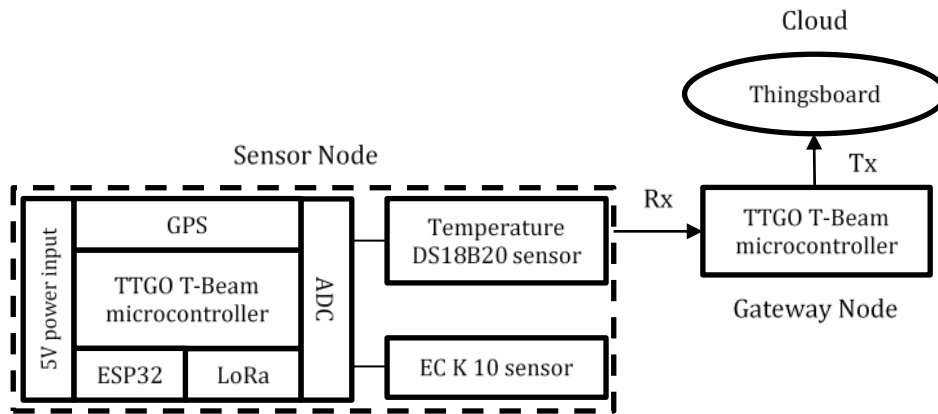 Cloud
Thingsboard
Tx
Sensor Node
Rx
TTGO T-Beam
microcontroller
Gateway Node
5V power input
GPS
TTGO T-Beam
microcontroller
ESP32
LoRa
ADC
Temperature
DS18B20 sensor
EC K 10 sensor